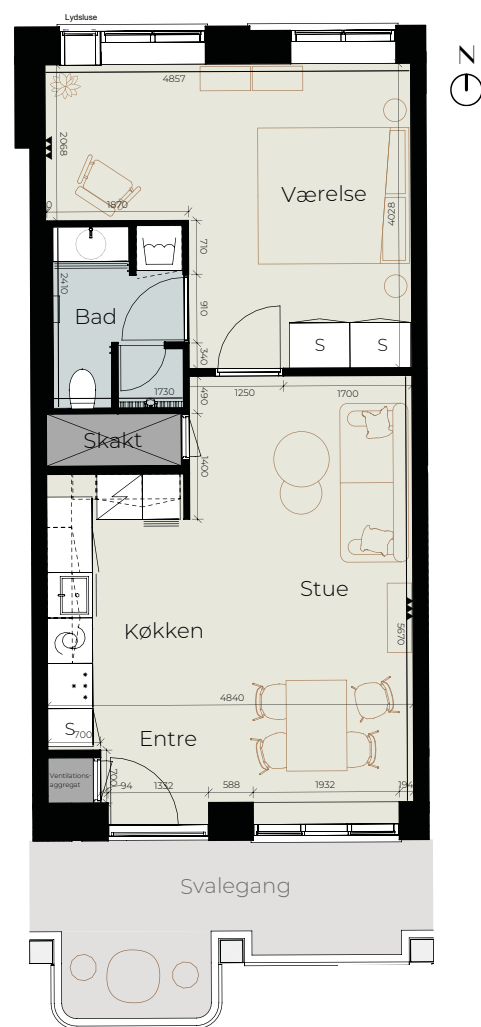 Lydsluse
N
4857
2068
0
1870
Værelse
4028
710
2410
Bad
910
340
S
S
1730
490
1250
1700
Skakt
1400
Stue
Køkken
5670
4840
S
700
Entre
Ventilations-
aggregat
700
94
1332
588
1932
194
Svalegang